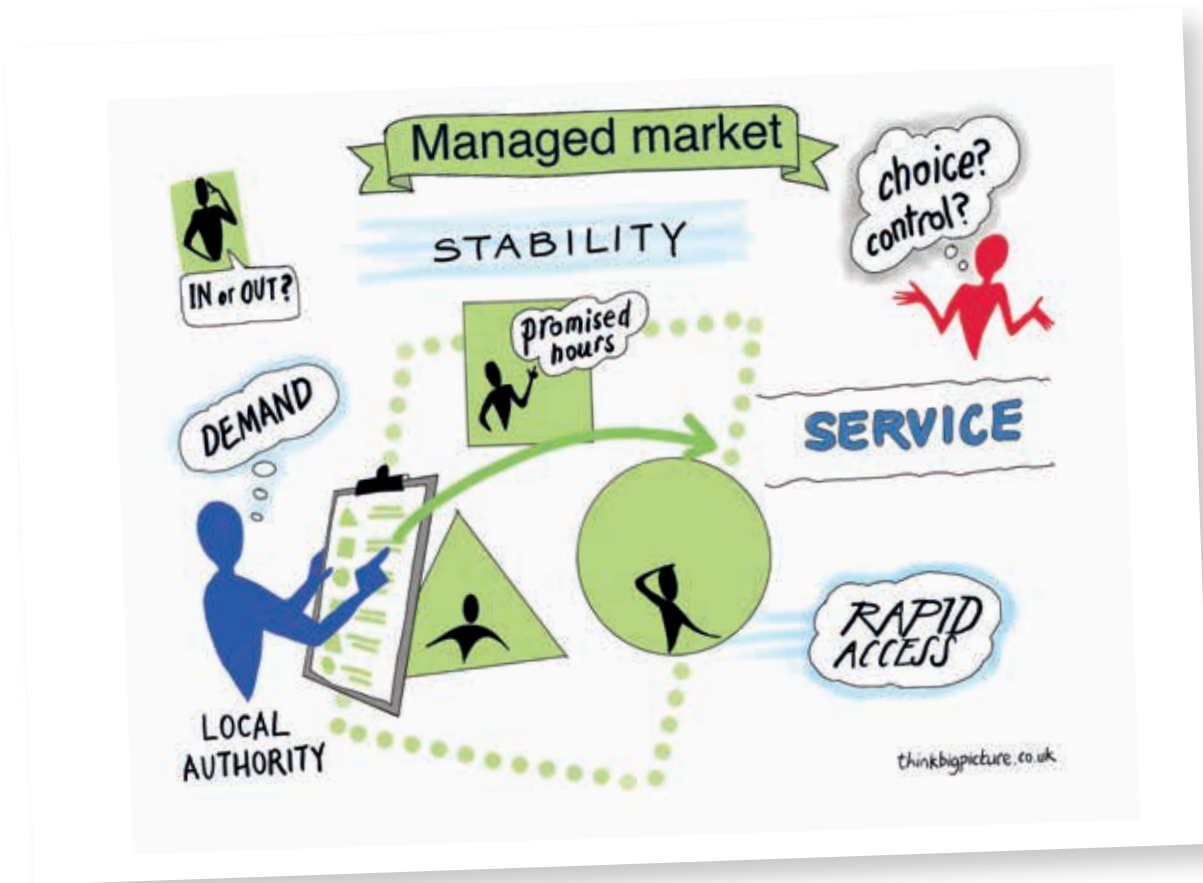 Managed market
STABILITY
IN or OUT?
choice?
control?
promised
hours
DEMAND
SERVICE
RAPID
ACCESS
LOCAL
AUTHORITY
thinkbigpicture.co.uk